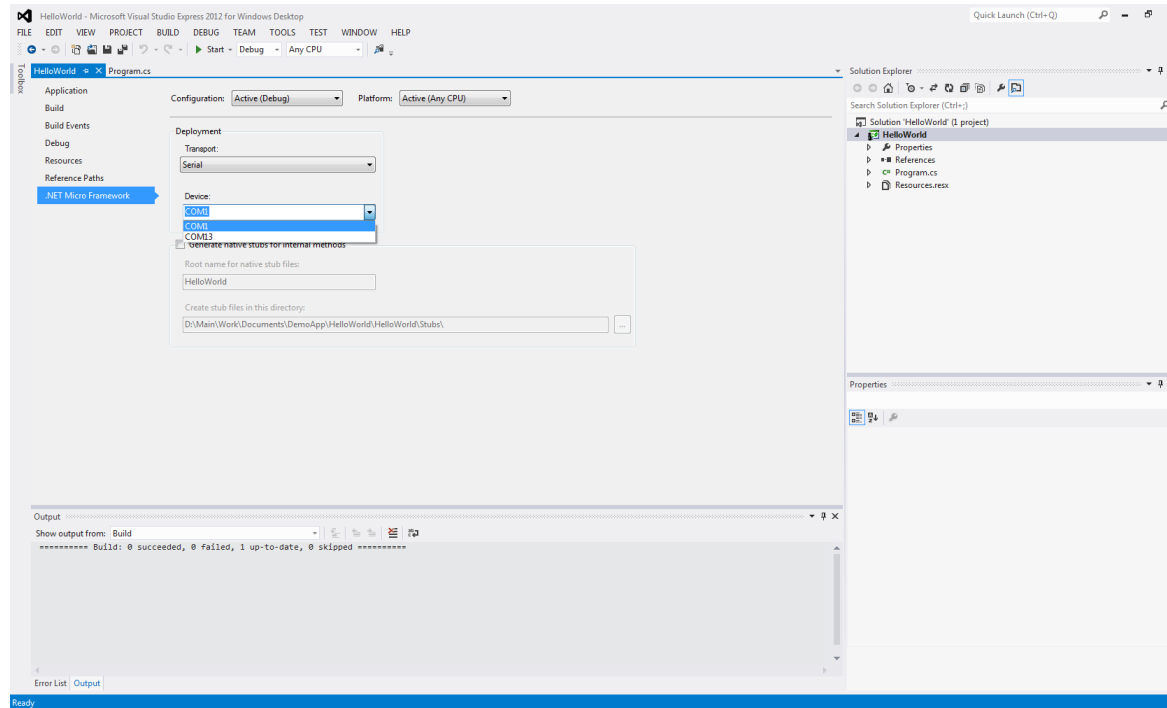 HelloWorld - Microsoft Visual Studio Express 2012 for Windows Desktop
Quick Launch (Ctrl+Q)
FILE EDIT VIEW PROJECT BUILD DEBUG TEAM TOOLS TEST WINDOW HELP
Start Debug Any CPU
Toolbox
HelloWorld Program.cs
Application
Build
Build Events
Debug
Resources
Reference Paths
.NET Micro Framework
Configuration: Active (Debug) Platform: Active (Any CPU)
Deployment
Transport:
Serial
Device:
COM1
COM1
COM13
Generate native stubs for internal methods
Root name for native stub files:
HelloWorld
Create stub files in this directory:
D:\Main\Work\Documents\DemoApp\HelloWorld\HelloWorld\Stubs\
...
Solution Explorer
Search Solution Explorer (Ctrl+;)
Solution 'HelloWorld' (1 project)
HelloWorld
Properties
References
C# Program.cs
Resources.resx
Properties
Output
Show output from: Build
========== Build: 0 succeeded, 0 failed, 1 up-to-date, 0 skipped ==========
Error List Output
Ready